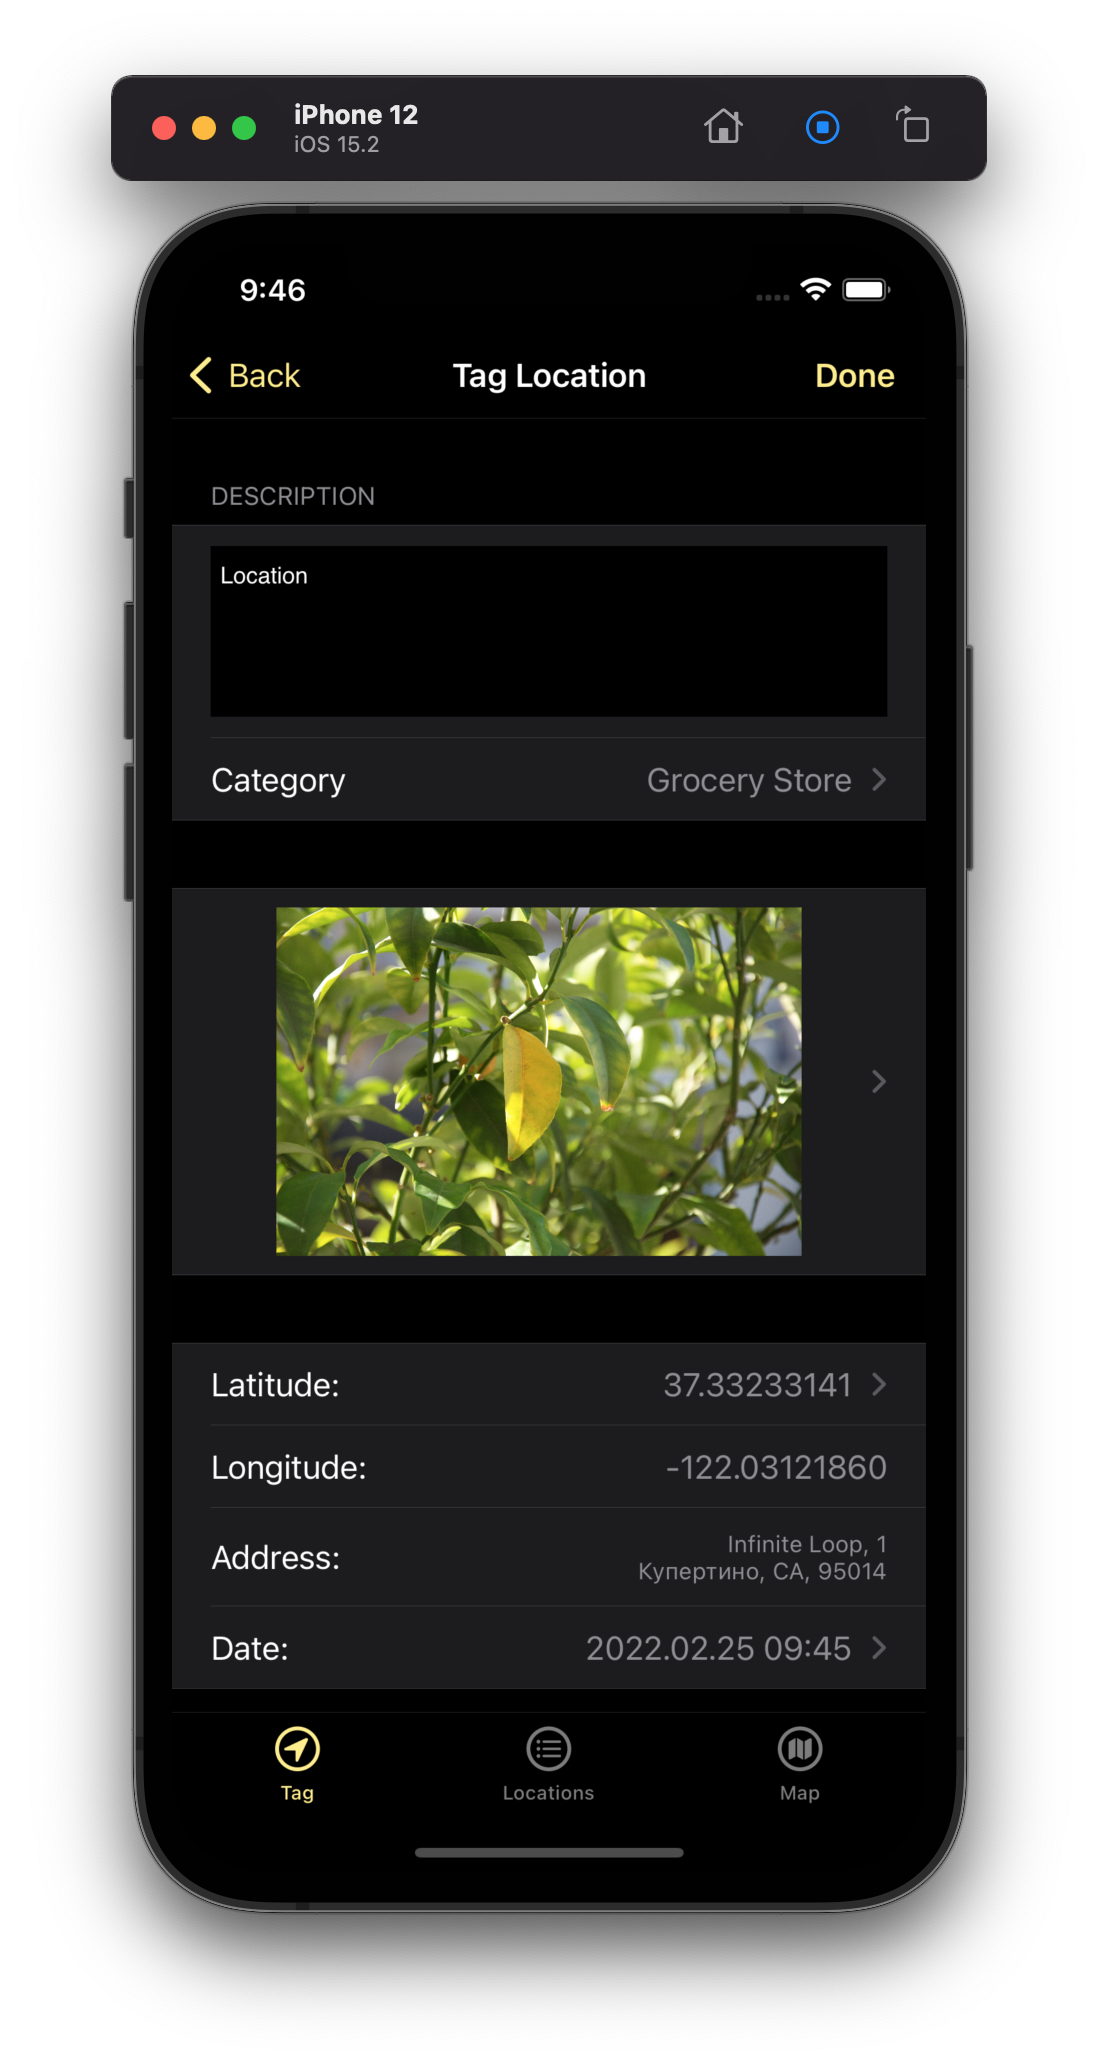 iPhone 12
iOS 15.2
9:46
Back
Tag Location
Done
DESCRIPTION
Location
Category
Grocery Store
Latitude:
37.33233141
Longitude:
-122.03121860
Address:
Infinite Loop, 1
Купертино, CA, 95014
Date:
2022.02.25 09:45
Tag
Locations
Map